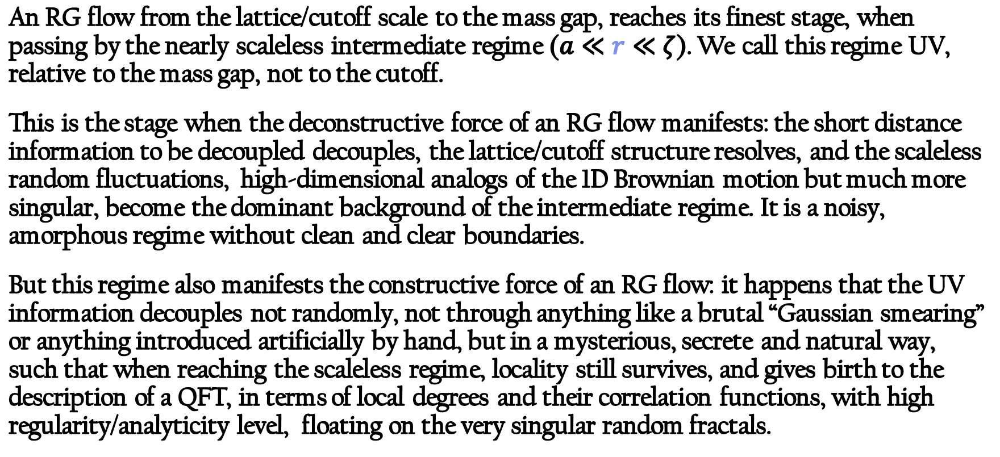 An RG flow from the lattice/cutoff scale to the mass gap, reaches its finest stage, when
passing by the nearly scaleless intermediate regime (a ≪ r ≪ ζ). We call this regime UV,
relative to the mass gap, not to the cutoff.
This is the stage when the deconstructive force of an RG flow manifests: the short distance
information to be decoupled decouples, the lattice/cutoff structure resolves, and the scaleless
random fluctuations, high-dimensional analogs of the 1D Brownian motion but much more
singular, become the dominant background of the intermediate regime. It is a noisy,
amorphous regime without clean and clear boundaries.
But this regime also manifests the constructive force of an RG flow: it happens that the UV
information decouples not randomly, not through anything like a brutal “Gaussian smearing”
or anything introduced artificially by hand, but in a mysterious, secrete and natural way,
such that when reaching the scaleless regime, locality still survives, and gives birth to the
description of a QFT, in terms of local degrees and their correlation functions, with high
regularity/analyticity level, floating on the very singular random fractals.